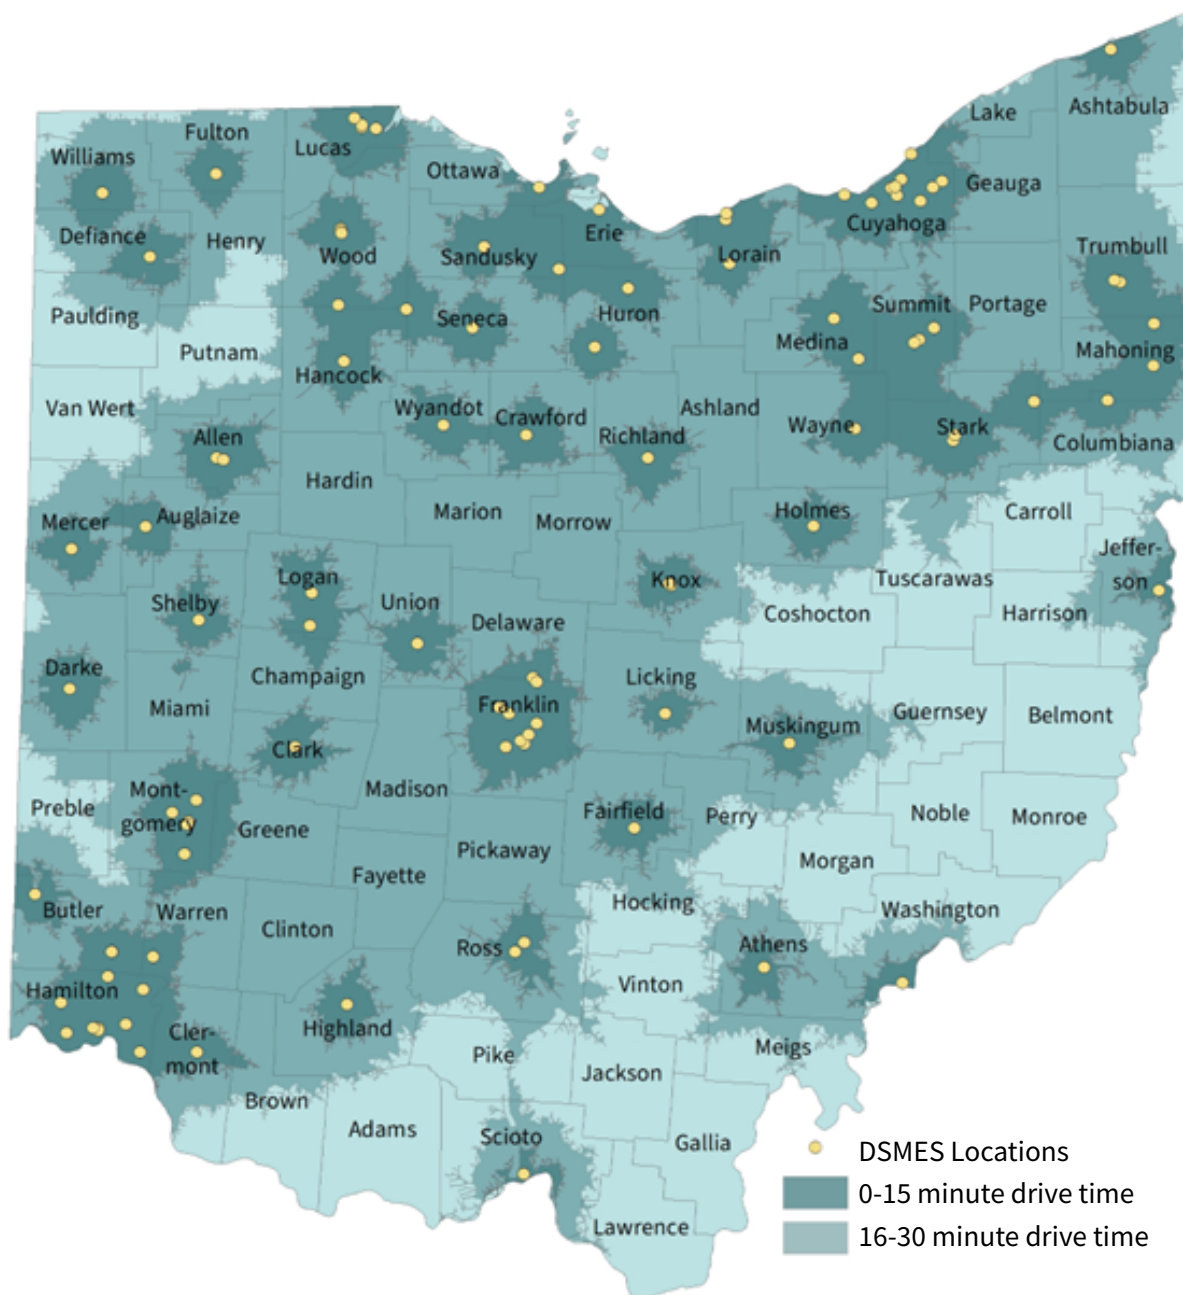 Lake
Ashtabula
Fulton
Williams
Lucas
Ottawa
Geauga
Cuyahoga
Defiance
Henry
Wood
Sandusky
Erie
Lorain
Trumbull
Paulding
Seneca
Huron
Summit
Portage
Medina
Mahoning
Putnam
Hancock
Van Wert
Wyandot
Crawford
Ashland
Richland
Wayne
Stark
Columbiana
Allen
Hardin
Mercer
Auglaize
Marion
Morrow
Holmes
Carroll
Jeffer-
son
Logan
Knox
Tuscarawas
Shelby
Union
Delaware
Coshocton
Harrison
Darke
Champaign
Licking
Miami
Franklin
Muskingum
Guernsey
Belmont
Clark
Mont-
gomery
Madison
Preble
Greene
Fairfield
Perry
Noble
Monroe
Pickaway
Morgan
Fayette
Butler
Warren
Hocking
Washington
Clinton
Ross
Athens
Hamilton
Vinton
Highland
Cler-
mont
Pike
Meigs
Jackson
Brown
Adams
Scioto
Gallia
Lawrence
DSMES Locations
0-15 minute drive time
16-30 minute drive time